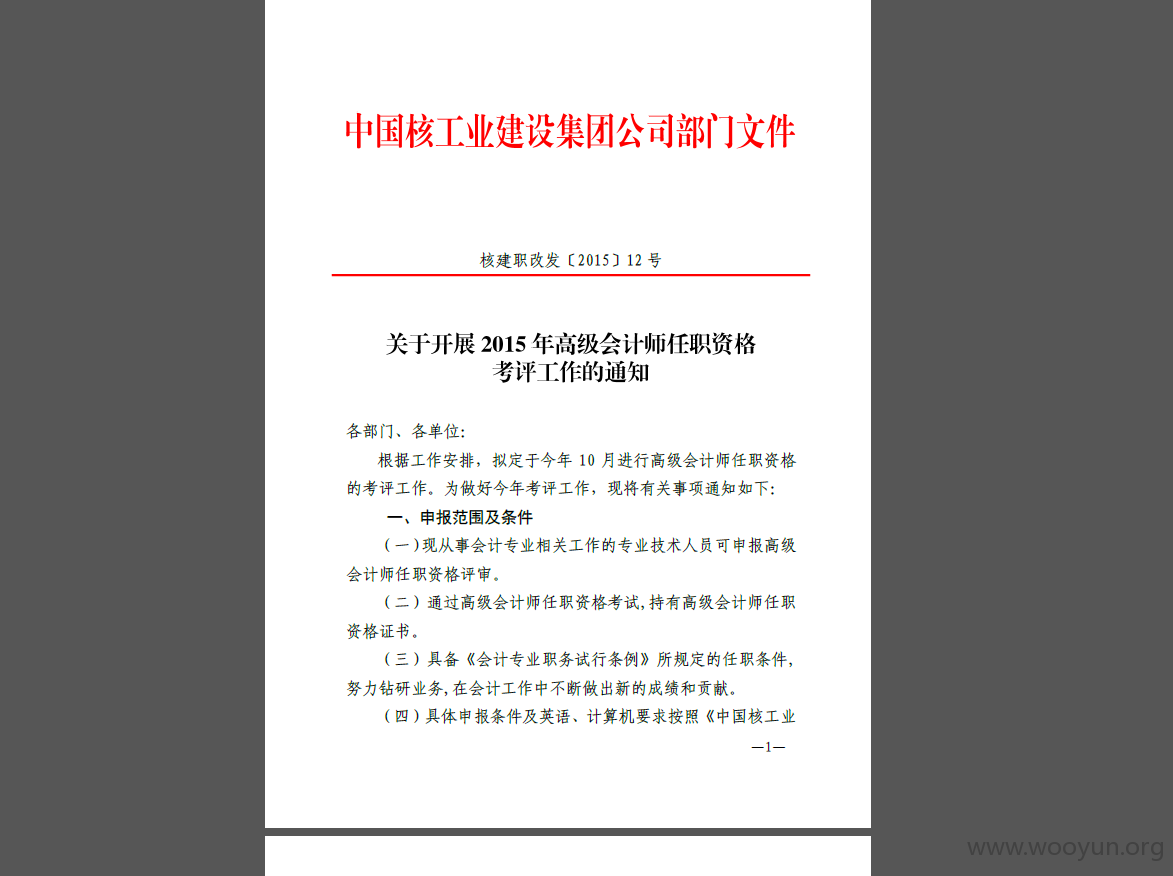 中国核工业建设集团公司部门文件
核建职改发〔2015〕12 号
关于开展 2015 年高级会计师任职资格
考评工作的通知
各部门、各单位：
根据工作安排，拟定于今年 10 月进行高级会计师任职资格
的考评工作。为做好今年考评工作，现将有关事项通知如下：
一、申报范围及条件
（一）现从事会计专业相关工作的专业技术人员可申报高级
会计师任职资格评审。
（二）通过高级会计师任职资格考试,持有高级会计师任职
资格证书。
（三）具备《会计专业职务试行条例》所规定的任职条件,
努力钻研业务,在会计工作中不断做出新的成绩和贡献。
（四）具体申报条件及英语、计算机要求按照《中国核工业
—1—
www.wooyun.org